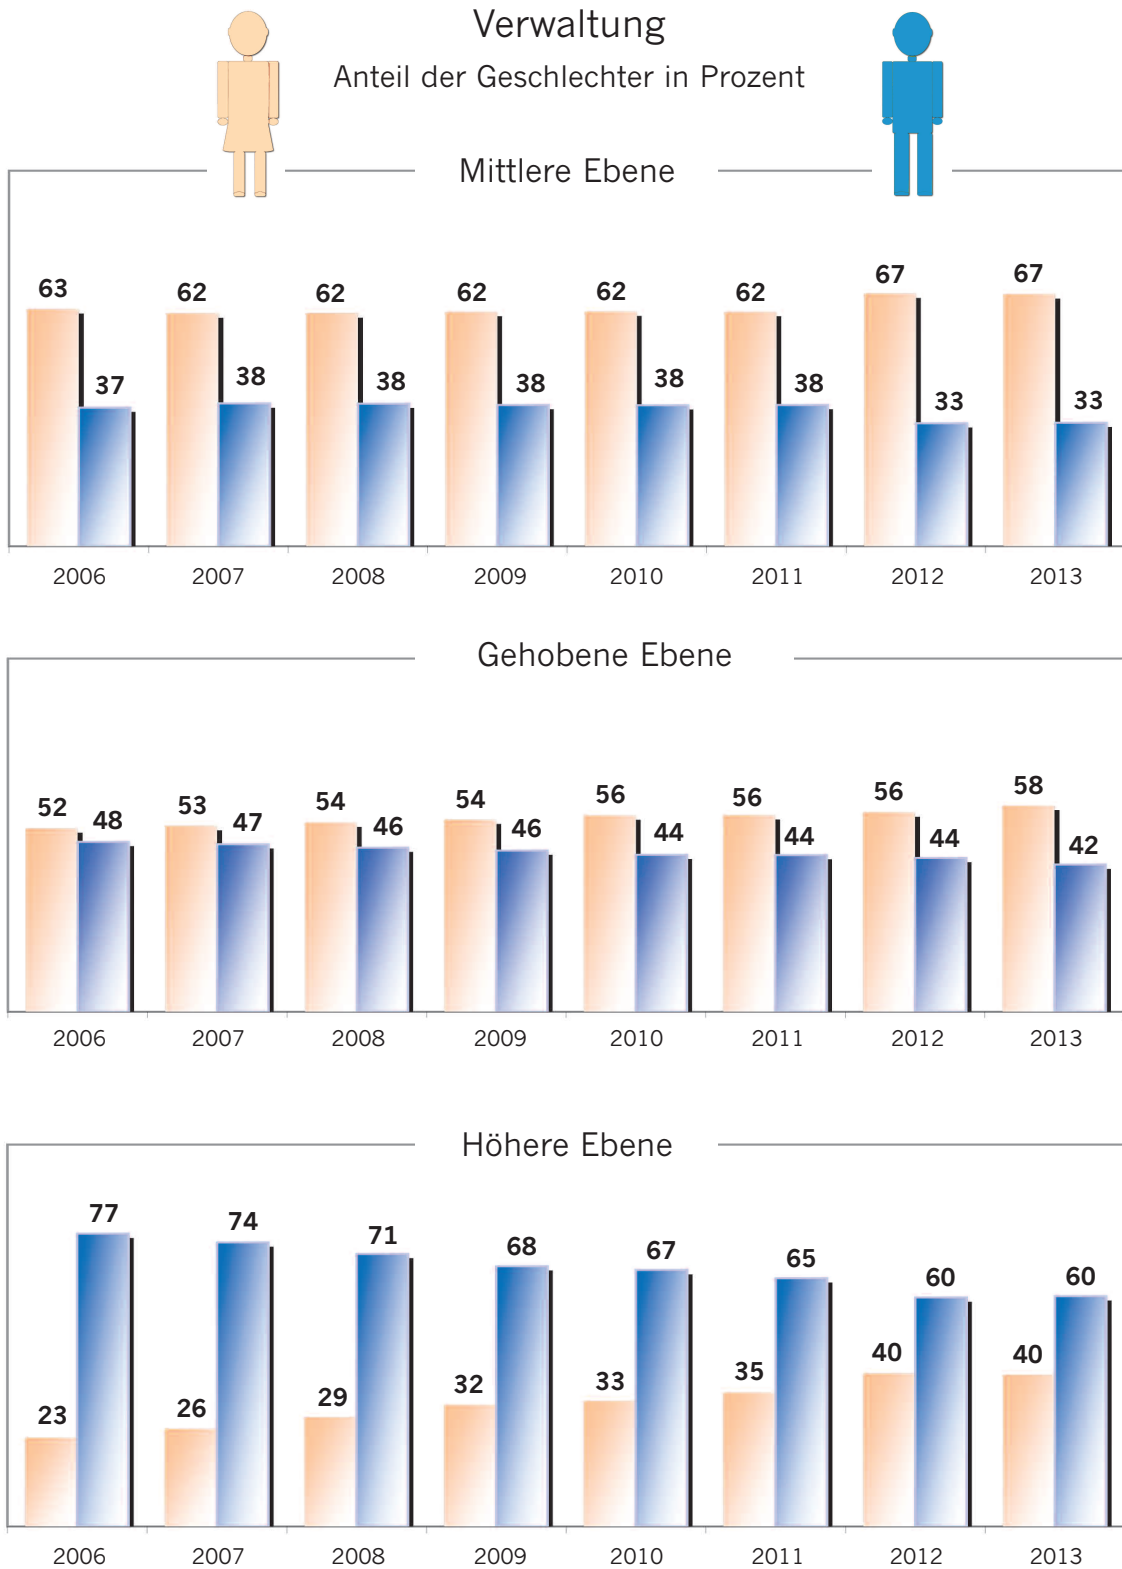 Verwaltung
Anteil der Geschlechter in Prozent
Mittlere Ebene
63 37 62 38 62 38 62 38 62 38 62 38 67 33 67 33
2006 2007 2008 2009 2010 2011 2012 2013
Gehobene Ebene
52 48 53 47 54 46 54 46 56 44 56 44 56 44 58 42
2006 2007 2008 2009 2010 2011 2012 2013
Höhere Ebene
23 77 26 74 29 71 32 68 33 67 35 65 40 60 40 60
2006 2007 2008 2009 2010 2011 2012 2013